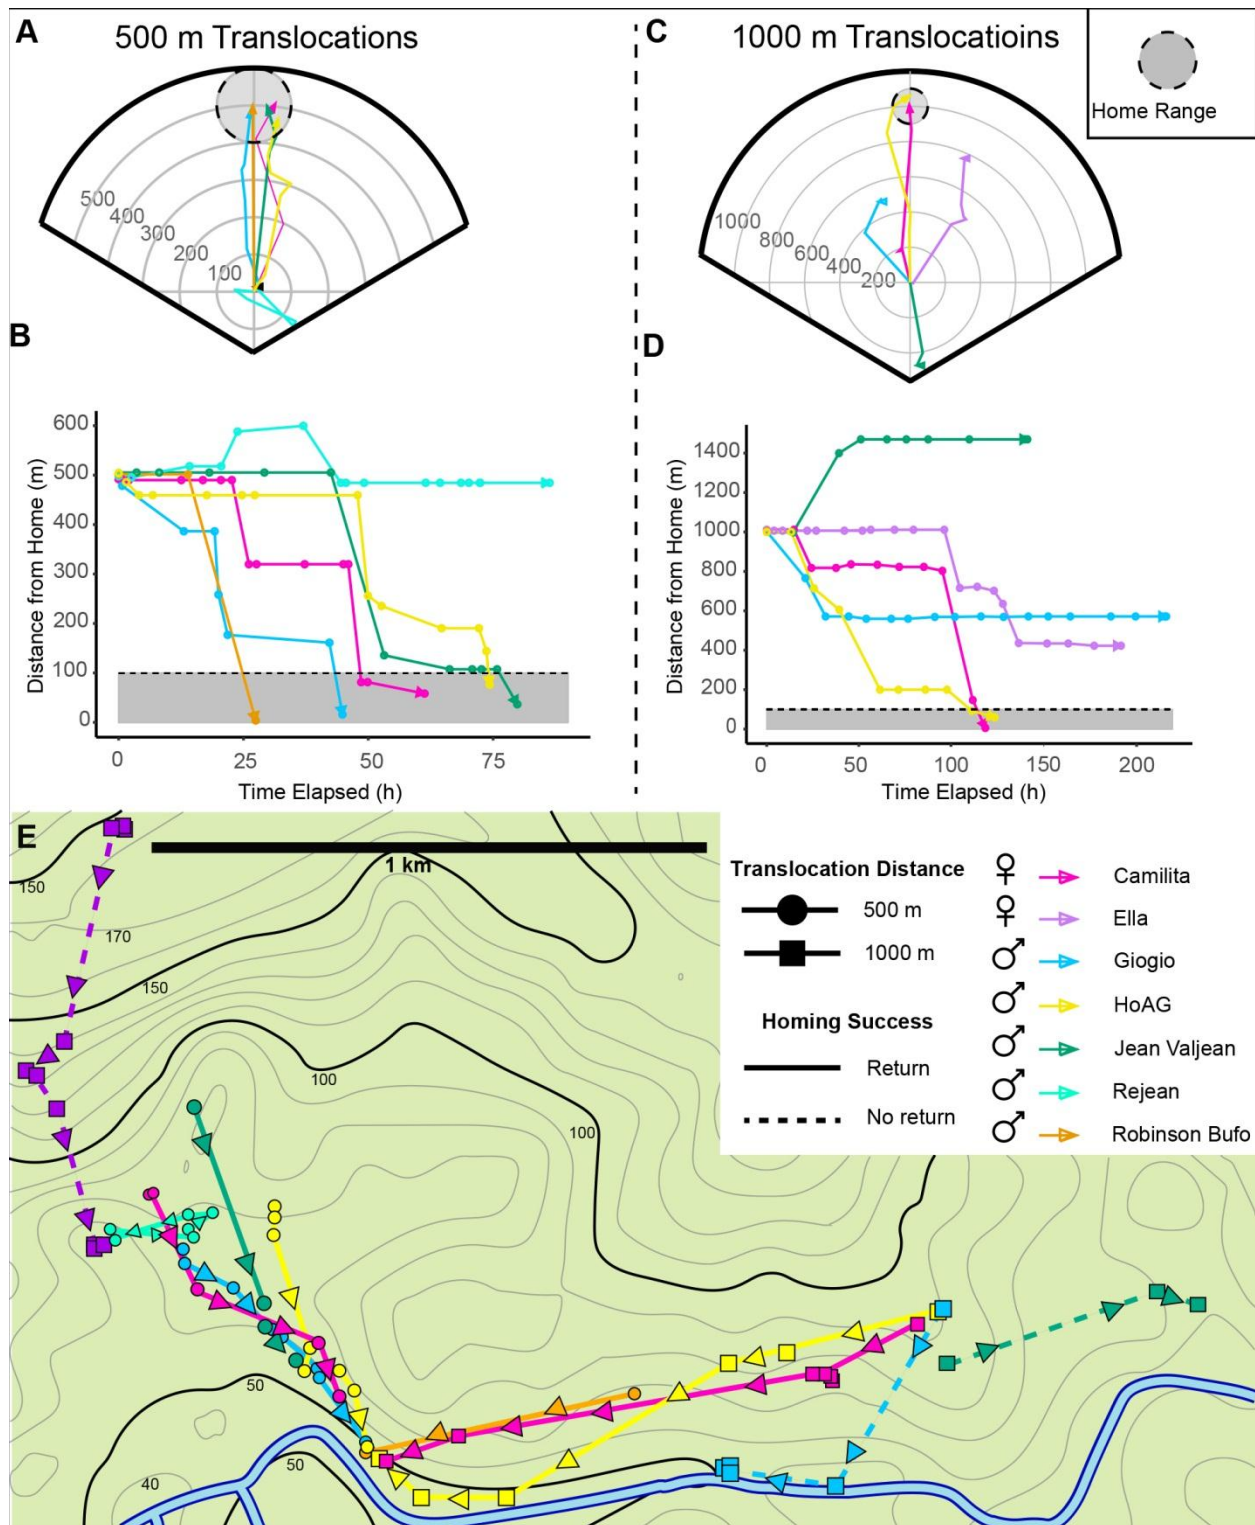 A
500 m Translocations
500
400
300
200
100
C
1000 m Translocatioins
1000
800
600
400
200
Home Range
B
Distance from Home (m)
600
500
400
300
200
100
0
0
25
50
75
Time Elapsed (h)
D
Distance from Home (m)
1400
1200
1000
800
600
400
200
0
0
50
100
150
200
Time Elapsed (h)
E
1 km
150
170
150
100
100
50
50
40
Translocation Distance
500 m
1000 m
Homing Success
Return
No return
♀ Camilita
♀ Ella
♂ Giogio
♂ HoAG
♂ Jean Valjean
♂ Rejean
♂ Robinson Bufo